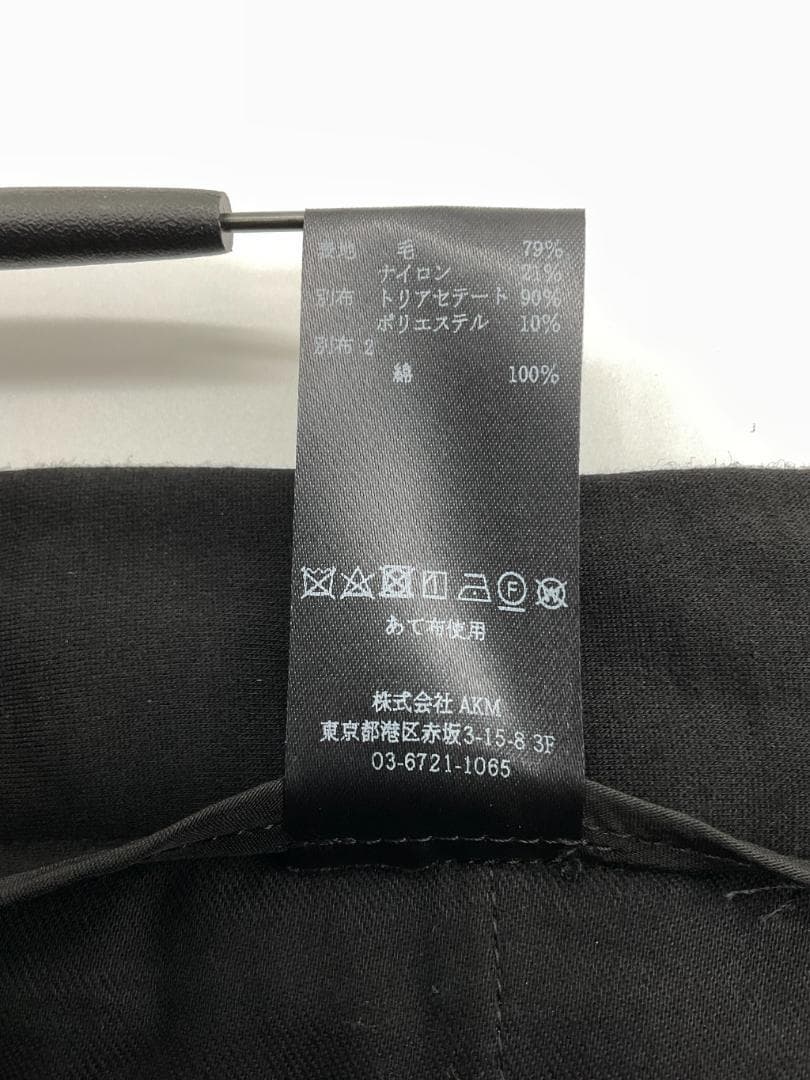 表地 毛 79%
ナイロン 21%
別布 トリアセテート 90%
ポリエステル 10%
別布 2
綿 100%
F W
あて布使用
株式会社 AKM
東京都港区赤坂3-15-8 3F
03-6721-1065